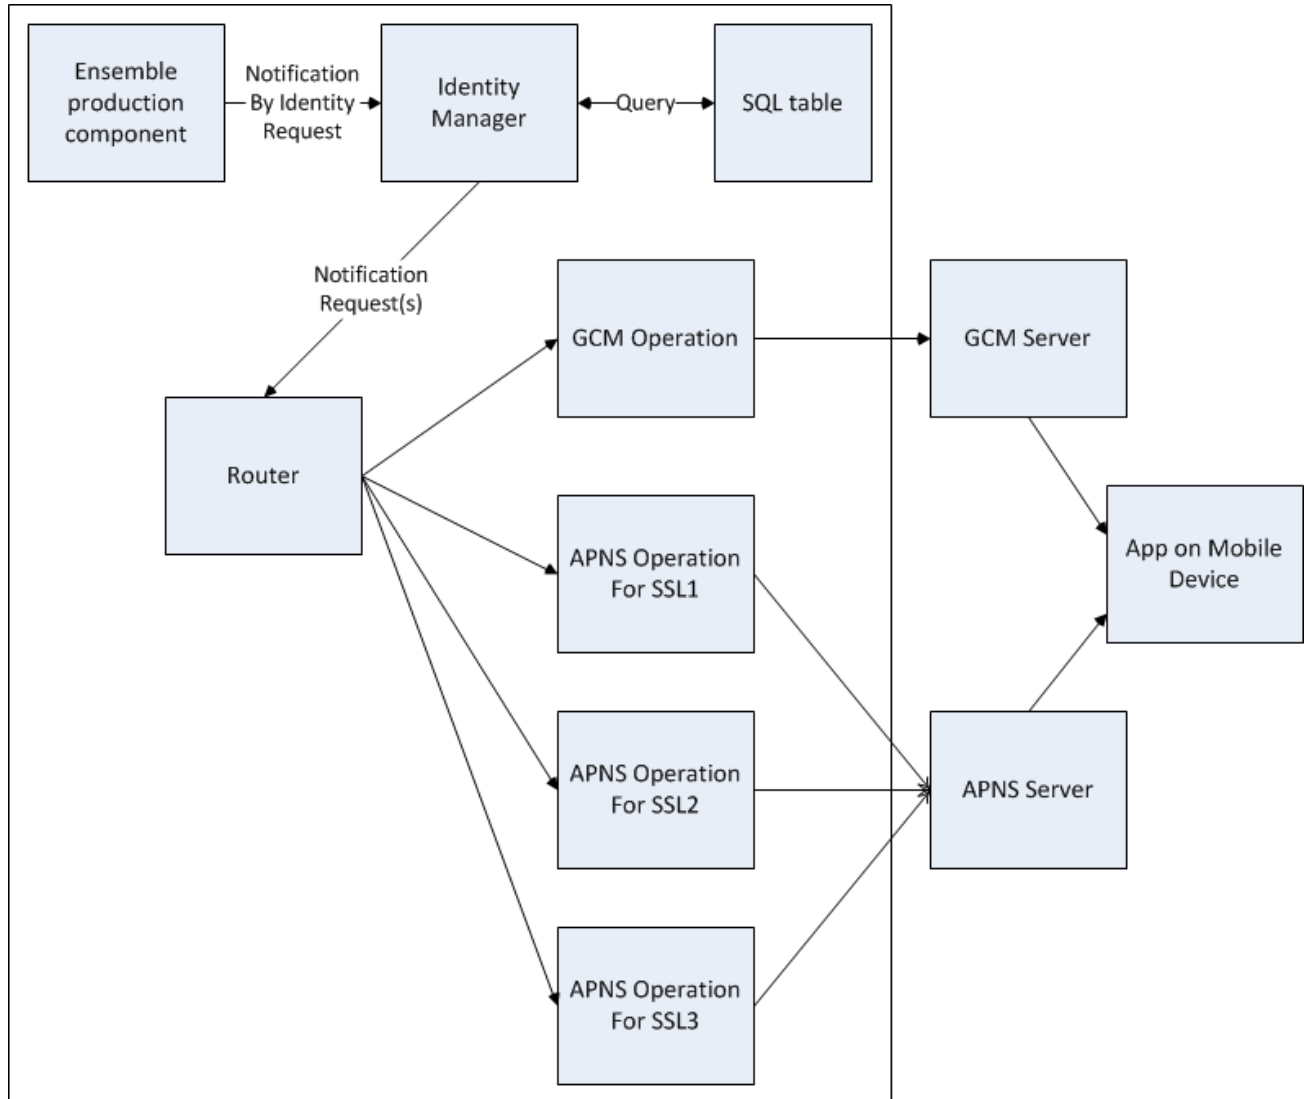 Ensemble
production
component
Notification
By Identity
Request
Identity
Manager
Query
SQL table
Notification
Request(s)
GCM Operation
GCM Server
Router
APNS Operation
For SSL1
App on Mobile
Device
APNS Operation
For SSL2
APNS Server
APNS Operation
For SSL3